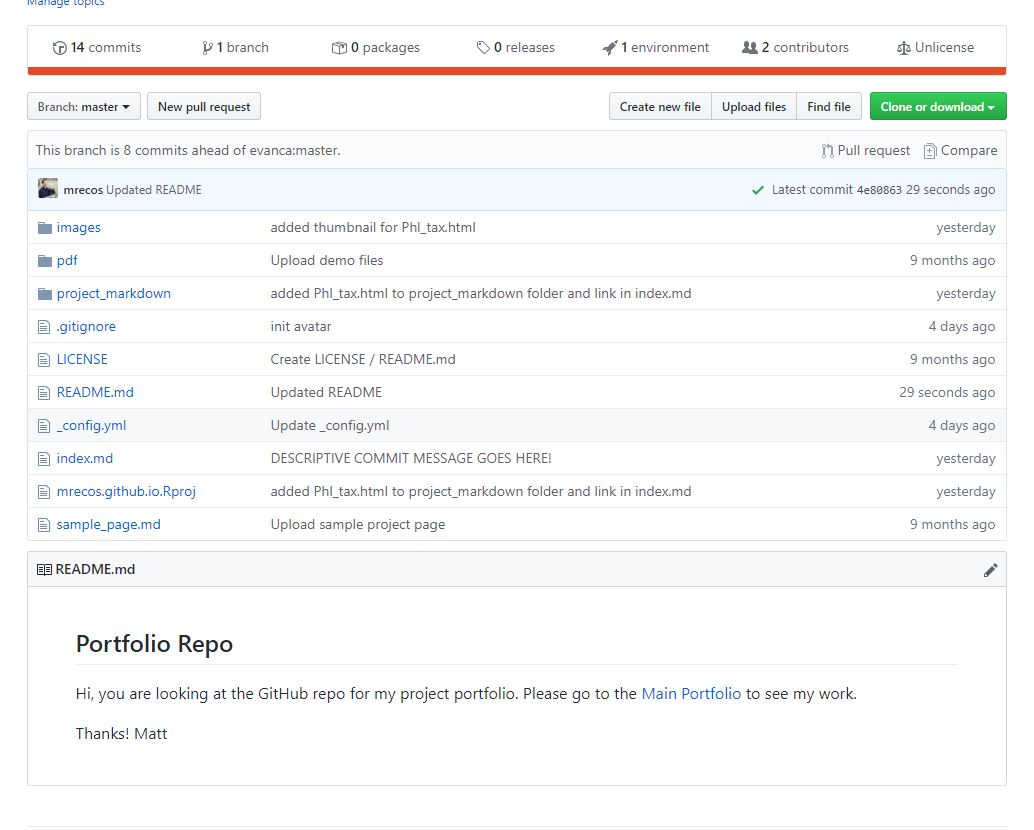 Manage topics
14 commits 1 branch 0 packages 0 releases 1 environment 2 contributors Unlicense
Branch: master New pull request Create new file Upload files Find file Clone or download
This branch is 8 commits ahead of evanca:master. Pull request Compare
mrecos Updated README Latest commit 4e80863 29 seconds ago
images added thumbnail for Phl_tax.html yesterday
pdf Upload demo files 9 months ago
project_markdown added Phl_tax.html to project_markdown folder and link in index.md yesterday
.gitignore init avatar 4 days ago
LICENSE Create LICENSE / README.md 9 months ago
README.md Updated README 29 seconds ago
_config.yml Update _config.yml 4 days ago
index.md DESCRIPTIVE COMMIT MESSAGE GOES HERE! yesterday
mrecos.github.io.Rproj added Phl_tax.html to project_markdown folder and link in index.md yesterday
sample_page.md Upload sample project page 9 months ago
README.md
Portfolio Repo
Hi, you are looking at the GitHub repo for my project portfolio. Please go to the Main Portfolio to see my work.
Thanks! Matt